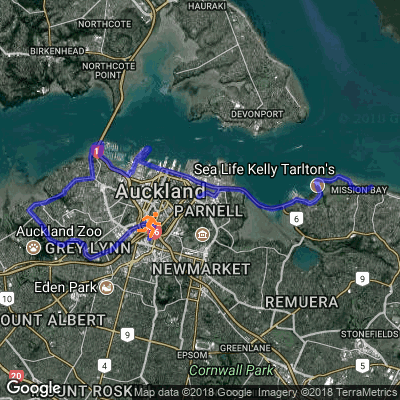 HAURAKI
NORTHCOTE
BIRKENHEAD
NORTHCOTE
POINT
DEVONPORT
Sea Life Kelly Tarlton's
MISSION BAY
Auckland
PARNELL
6
Auckland Zoo
GREY LYNN
6
NEWMARKET
9
Eden Park
10
REMUERA
OUNT ALBERT
9
STONEFIELDS
GREENLANE
EPSOM
4
9
Cornwall Park
20
MOUNT ROSK
Google
Map data ©2018 Google Imagery ©2018 TerraMetrics